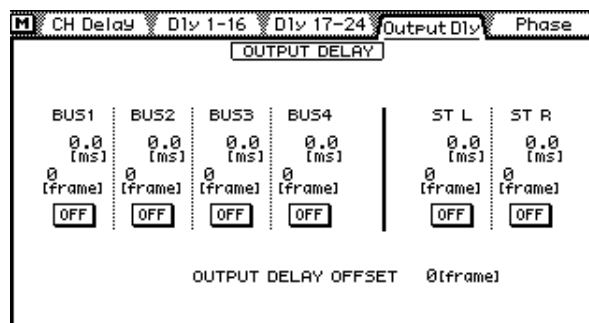 M CH Delay Dly 1-16 Dly 17-24 Output Dly Phase
OUTPUT DELAY
BUS1 BUS2 BUS3 BUS4 ST L ST R
0.0 0.0 0.0 0.0 0.0 0.0
[ms] [ms] [ms] [ms] [ms] [ms]
0 0 0 0 0 0
[frame] [frame] [frame] [frame] [frame] [frame]
OFF OFF OFF OFF OFF OFF
OUTPUT DELAY OFFSET 0[frame]